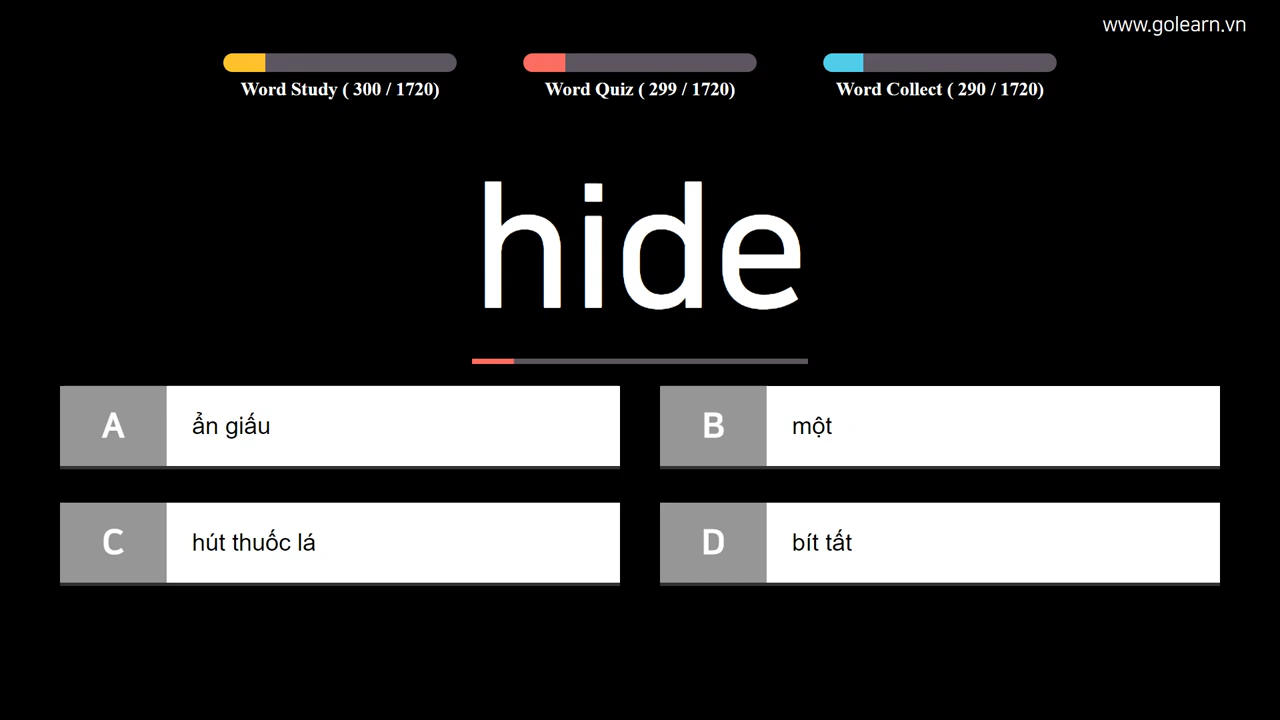 www.golearn.vn
Word Study ( 300 / 1720)
Word Quiz ( 299 / 1720)
Word Collect ( 290 / 1720)
hide
A ẩn giấu
B một
C hút thuốc lá
D bít tất